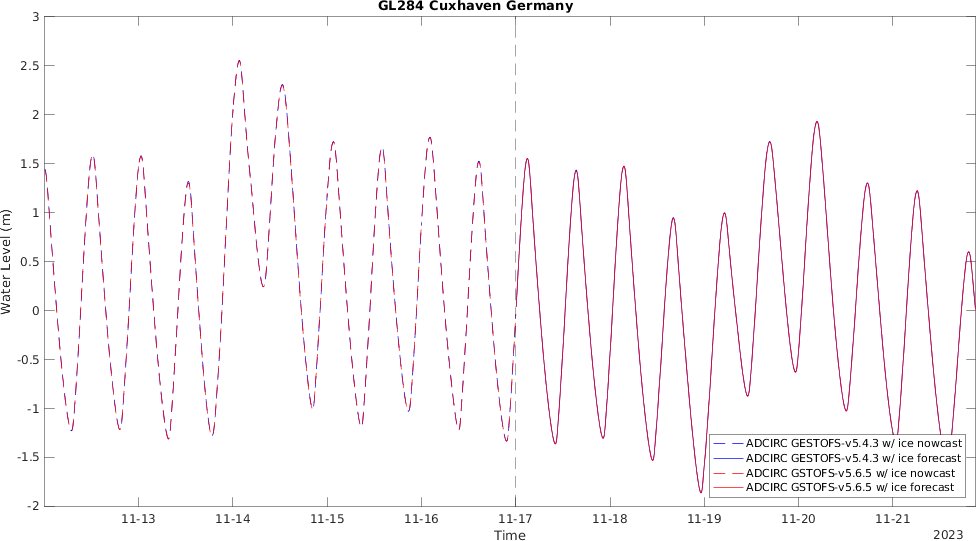 GL284 Cuxhaven Germany
3
2.5
2
1.5
1
0.5
0
-0.5
-1
-1.5
-2
Water Level (m)
11-13 11-14 11-15 11-16 11-17 11-18 11-19 11-20 11-21
Time
2023
ADCIRC GESTOFS-v5.4.3 w/ ice nowcast
ADCIRC GESTOFS-v5.4.3 w/ ice forecast
ADCIRC GSTOFS-v5.6.5 w/ ice nowcast
ADCIRC GSTOFS-v5.6.5 w/ ice forecast